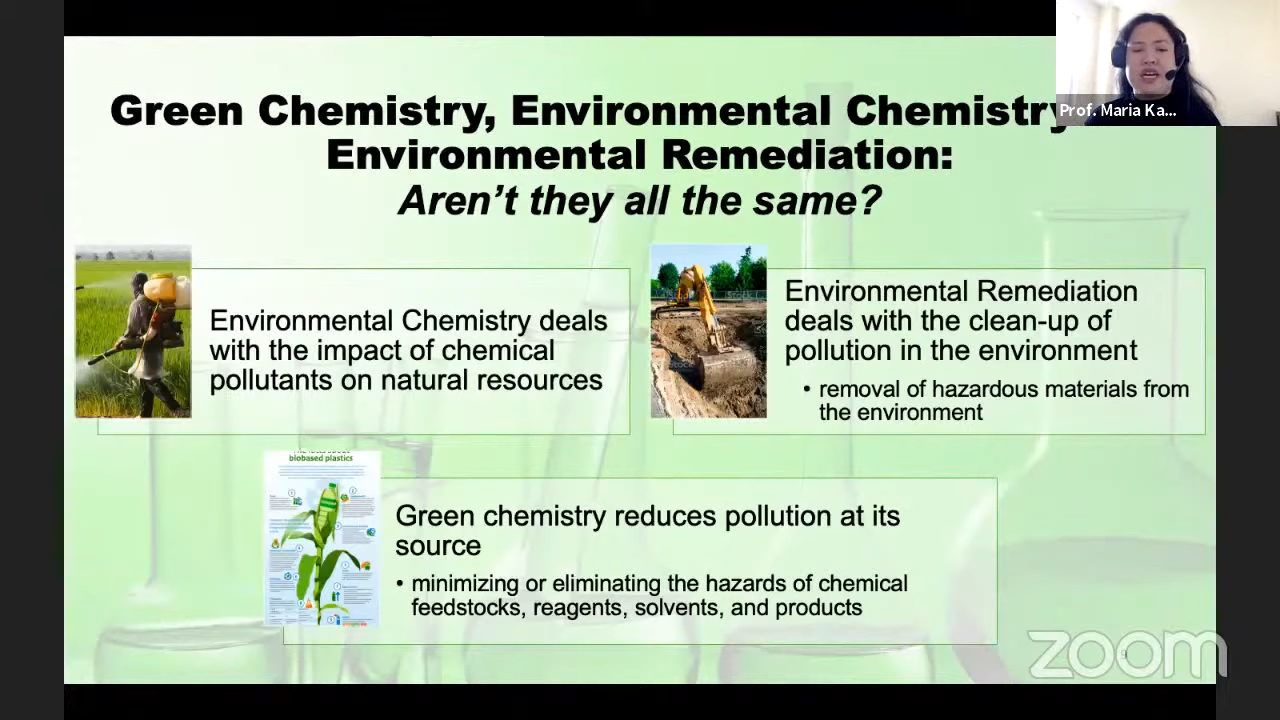 Green Chemistry, Environmental Chemistry
Environmental Remediation:
Aren't they all the same?
Prof. Maria Ka...
Environmental Chemistry deals
with the impact of chemical
pollutants on natural resources
Environmental Remediation
deals with the clean-up of
pollution in the environment
• removal of hazardous materials from
the environment
biobased plastics
Green chemistry reduces pollution at its
source
• minimizing or eliminating the hazards of chemical
feedstocks, reagents, solvents, and products
9
zoom